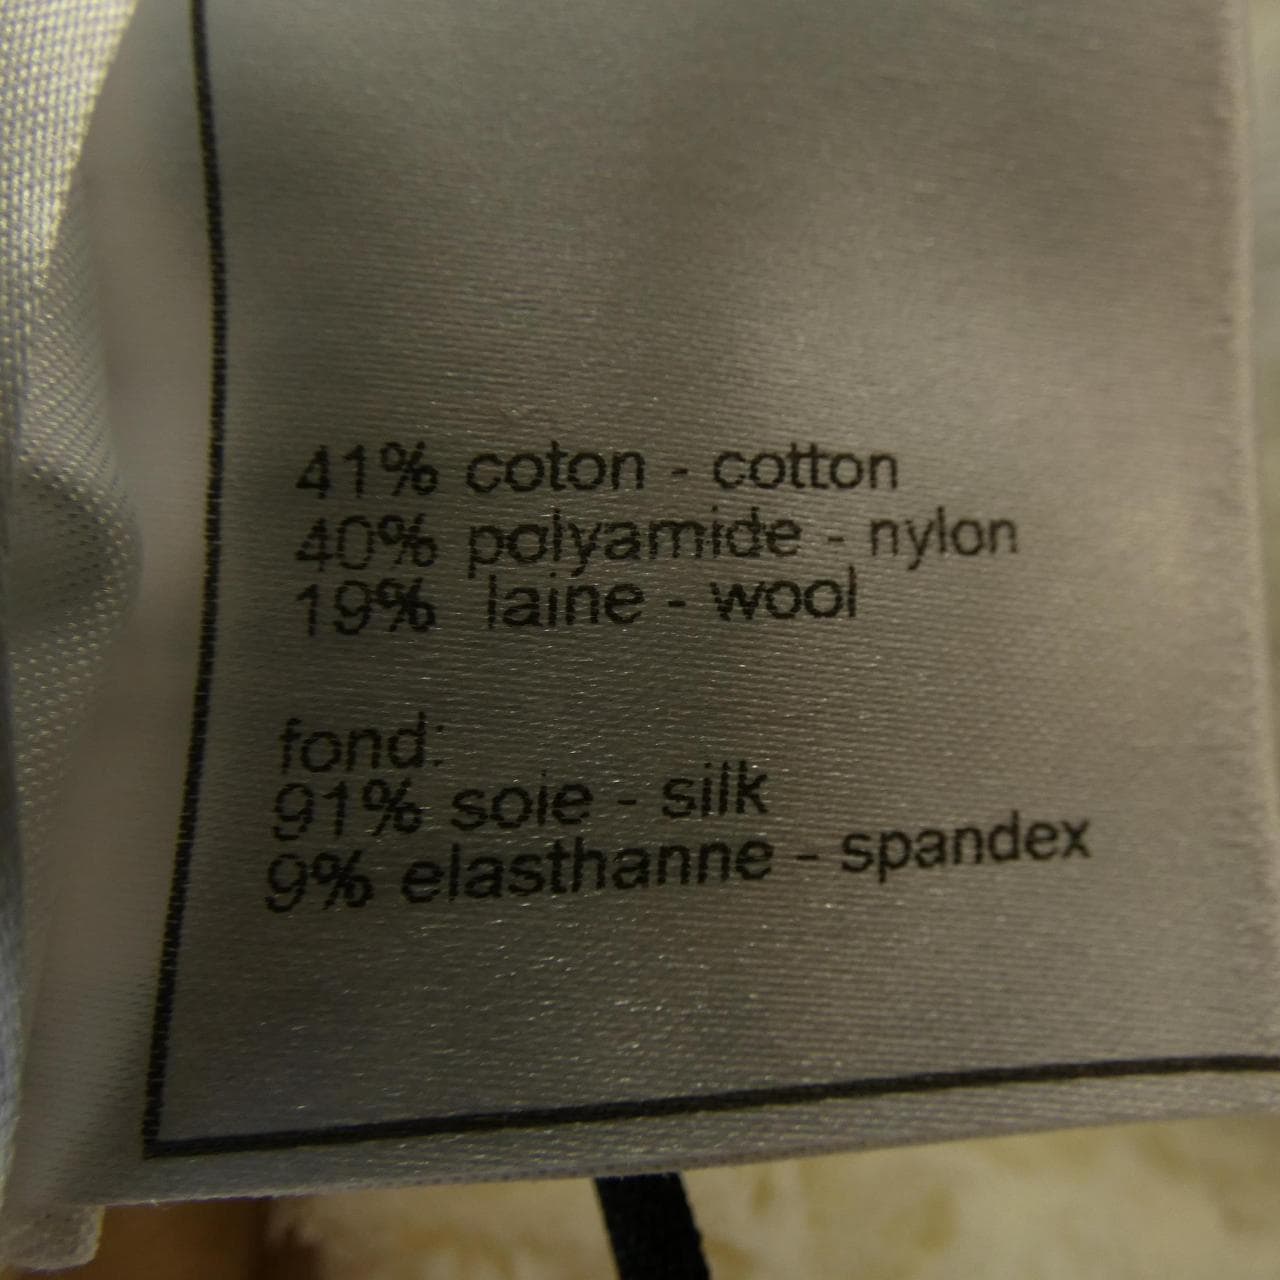 41% coton - cotton
40% polyamide - nylon
19% laine - wool
fond:
91% soie - silk
9% elasthanne - spandex